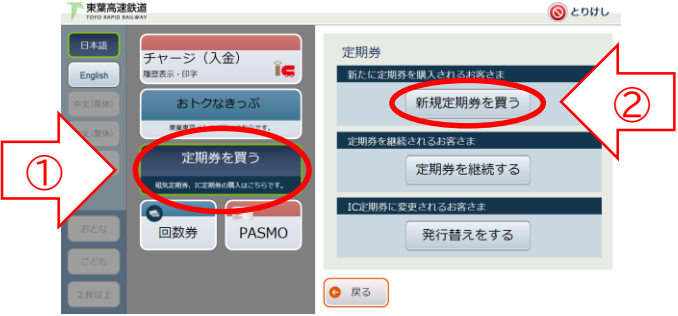 東葉高速鉄道
TOYO RAPID RAILWAY
とりけし
日本語
English
中文(简体)
中文(繁体)
おとな
こども
2枚以上
チャージ（入金）
履歴表示・印字
おトクなきっぷ
定期券を買う
磁気定期券、IC定期券の購入はこちらです。
回数券
PASMO
①
定期券
新たに定期券を購入されるお客さま
新規定期券を買う
②
定期券を継続されるお客さま
定期券を継続する
IC定期券に変更されるお客さま
発行替えをする
戻る